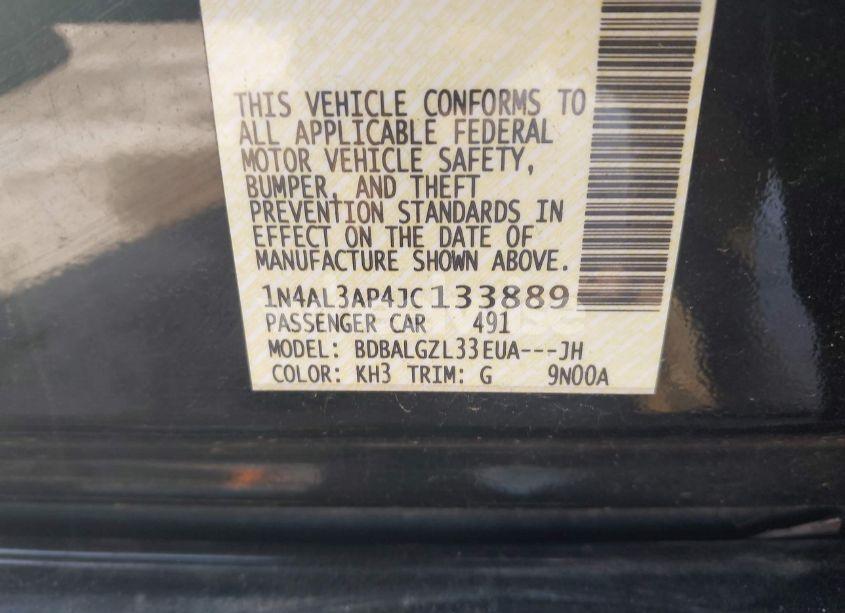 THIS VEHICLE CONFORMS TO
ALL APPLICABLE FEDERAL
MOTOR VEHICLE SAFETY,
BUMPER, AND THEFT
PREVENTION STANDARDS IN
EFFECT ON THE DATE OF
MANUFACTURE SHOWN ABOVE.
1N4AL3AP4JC133889
PASSENGER CAR 491
MODEL: BDBALGZL33EUA---JH
COLOR: KH3 TRIM: G 9N00A